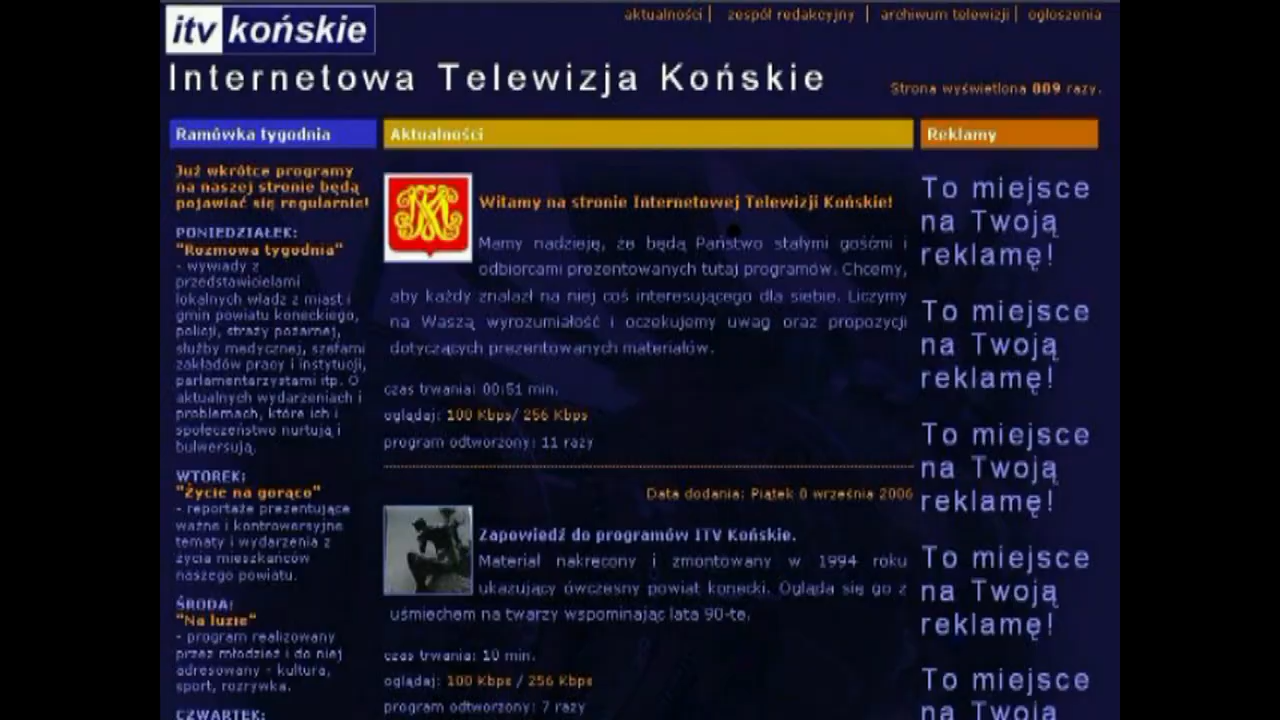 itv końskie
aktualności | zespół redakcyjny | archiwum telewizji | ogłoszenia
Internetowa Telewizja Końskie
Strona wyświetlona 009 razy.
Ramówka tygodnia
Już wkrótce programy
na naszej stronie będą
pojawiać się regularnie!
PONIEDZIAŁEK:
"Rozmowa tygodnia"
- wywiady z
przedstawicielami
lokalnych władz z miast i
gmin powiatu koneckiego,
policji, straży pożarnej,
służby medycznej, szefami
zakładów pracy i instytucji,
parlamentarzystami itp. O
aktualnych wydarzeniach i
problemach, które ich i
społeczeństwo nurtują i
bulwersują.
WTOREK:
"Życie na gorąco"
- reportaże prezentujące
ważne i kontrowersyjne
tematy i wydarzenia z
życia mieszkańców
naszego powiatu.
ŚRODA:
"Na luzie"
- program realizowany
przez młodzież i do niej
adresowany - kultura,
sport, rozrywka.
CZWARTEK:
Aktualności
Witamy na stronie Internetowej Telewizji Końskie!
Mamy nadzieję, że będą Państwo stałymi gośćmi i
odbiorcami prezentowanych tutaj programów. Chcemy,
aby każdy znalazł na niej coś interesującego dla siebie. Liczymy
na Waszą wyrozumiałość i oczekujemy uwag oraz propozycji
dotyczących prezentowanych materiałów.
czas trwania: 00:51 min.
oglądaj: 100 Kbps/ 256 Kbps
program odtworzony: 11 razy
Data dodania: Piątek 8 września 2006
Zapowiedź do programów ITV Końskie.
Materiał nakręcony i zmontowany w 1994 roku
ukazujący ówczesny powiat konecki. Ogląda się go z
uśmiechem na twarzy wspominając lata 90-te.
czas trwania: 10 min.
oglądaj: 100 Kbps / 256 Kbps
program odtworzony: 7 razy
Reklamy
To miejsce
na Twoją
reklamę!
To miejsce
na Twoją
reklamę!
To miejsce
na Twoją
reklamę!
To miejsce
na Twoją
reklamę!
To miejsce
na Twoją